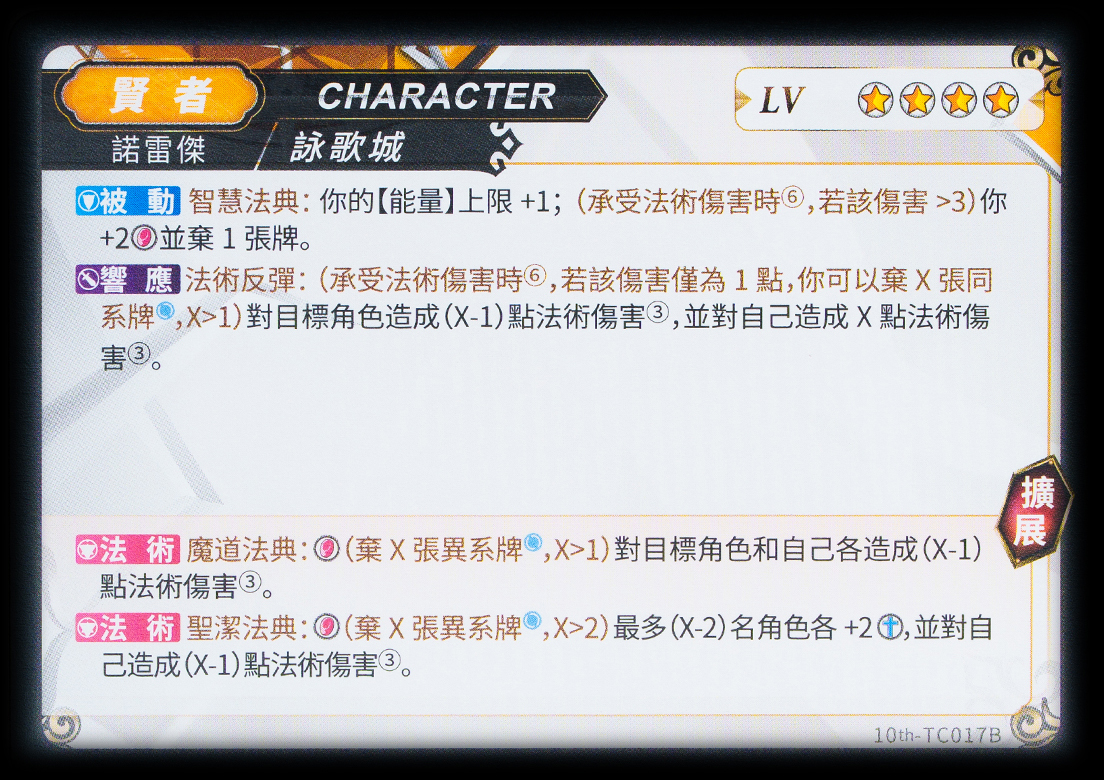 賢者
CHARACTER
LV
諾雷傑
詠歌城
被動 智慧法典：你的【能量】上限 +1；（承受法術傷害時⑥，若該傷害 >3）你
+2並棄 1 張牌。
響應 法術反彈：（承受法術傷害時⑥，若該傷害僅為 1 點，你可以棄 X 張同
系牌，X>1）對目標角色造成（X-1）點法術傷害③，並對自己造成 X 點法術傷
害③。
擴展
法術 魔道法典：（棄 X 張異系牌，X>1）對目標角色和自己各造成（X-1）
點法術傷害③。
法術 聖潔法典：（棄 X 張異系牌，X>2）最多（X-2）名角色各 +2，並對自
己造成（X-1）點法術傷害③。
10th-TC017B